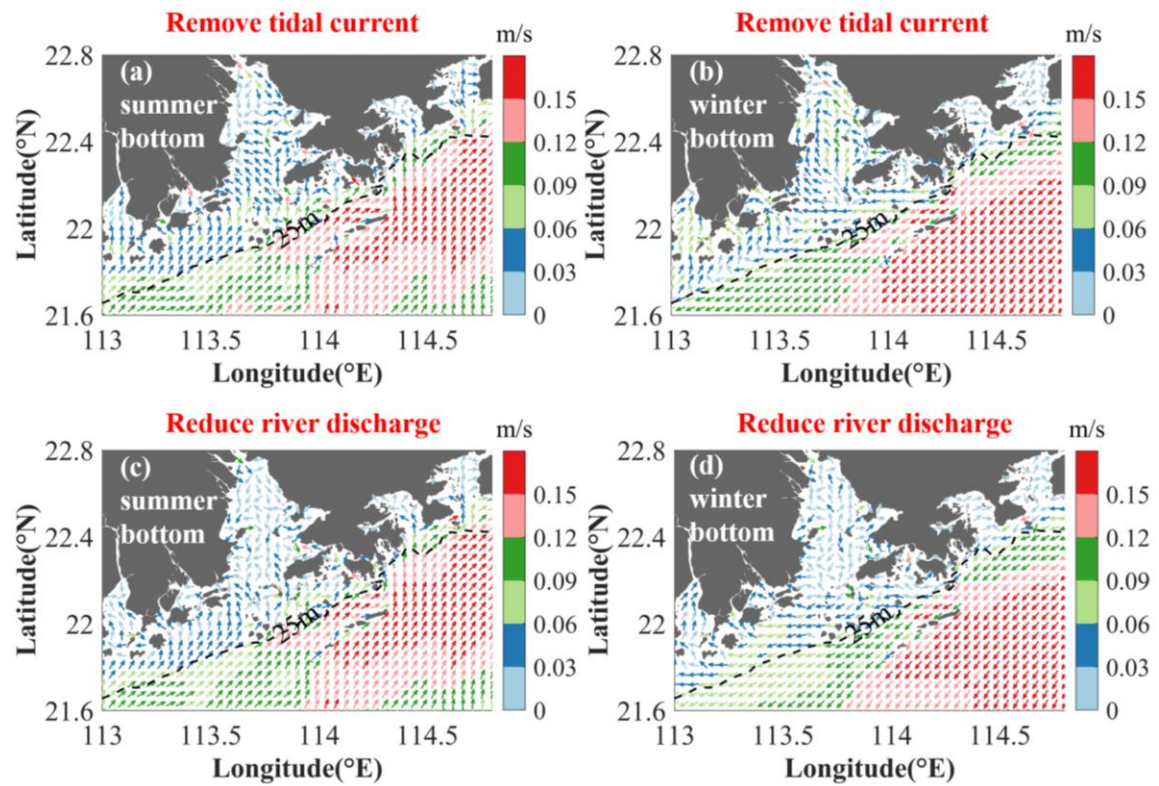 Remove tidal current
m/s
22.8
22.4
22
21.6
Latitude(°N)
(a)
summer
bottom
25m
0.15
0.12
0.09
0.06
0.03
0
113
113.5
114
114.5
Longitude(°E)
Remove tidal current
m/s
22.8
22.4
22
21.6
Latitude(°N)
(b)
winter
bottom
25m
0.15
0.12
0.09
0.06
0.03
0
113
113.5
114
114.5
Longitude(°E)
Reduce river discharge
m/s
22.8
22.4
22
21.6
Latitude(°N)
(c)
summer
bottom
25m
0.15
0.12
0.09
0.06
0.03
0
113
113.5
114
114.5
Longitude(°E)
Reduce river discharge
m/s
22.8
22.4
22
21.6
Latitude(°N)
(d)
winter
bottom
25m
0.15
0.12
0.09
0.06
0.03
0
113
113.5
114
114.5
Longitude(°E)